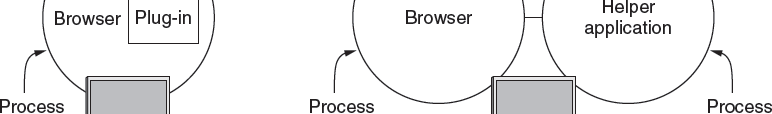 Browser
Plug-in
Process
Browser
Helper
application
Process
Process